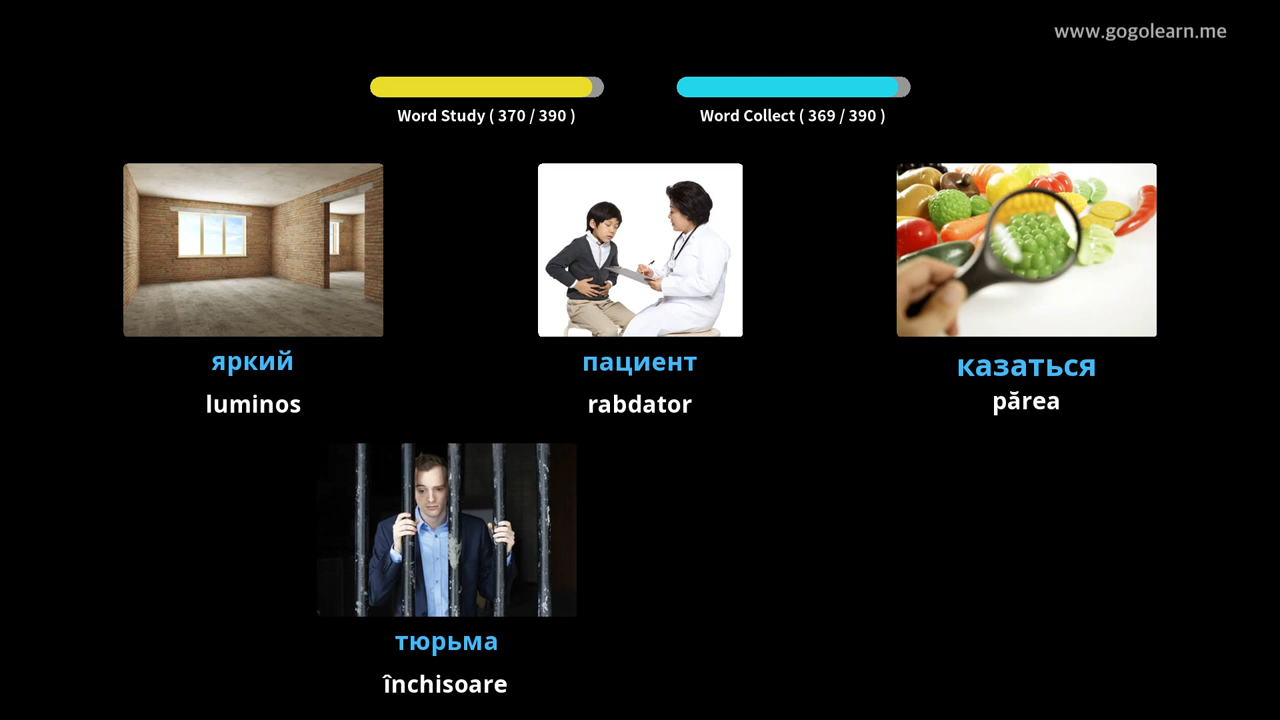 www.gogolearn.me
Word Study ( 370 / 390 )
Word Collect ( 369 / 390 )
яркий
luminos
пациент
rabdator
казаться
părea
тюрьма
închisoare